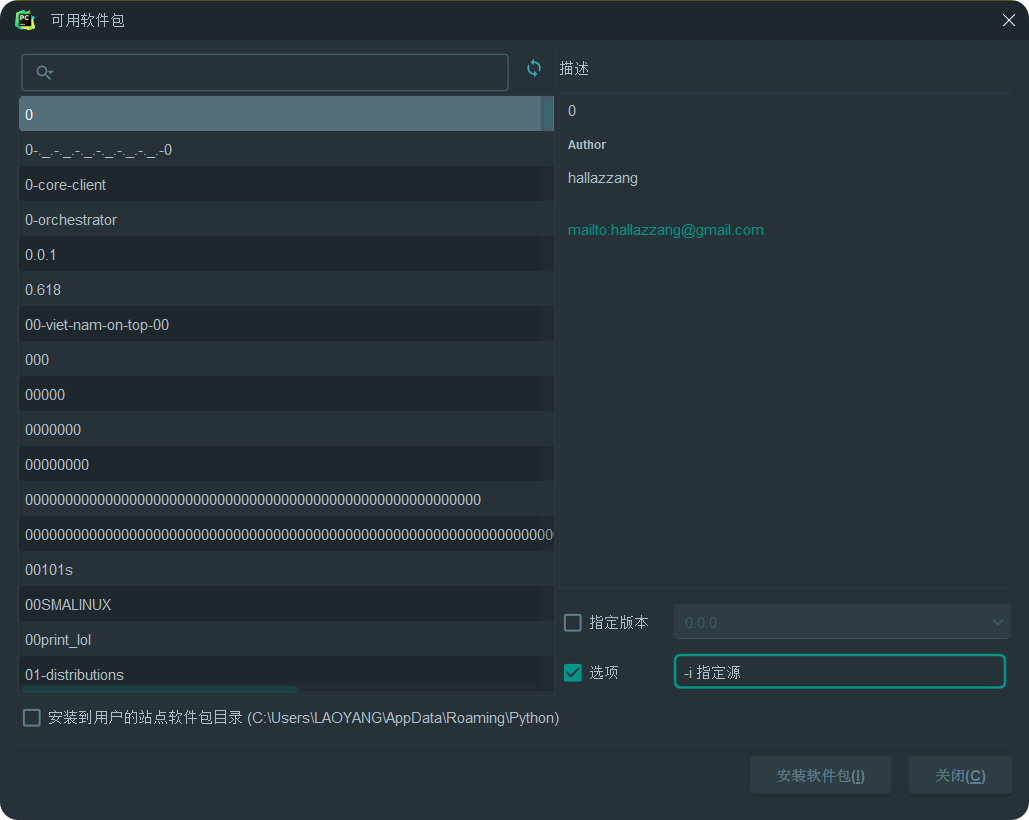 PC
可用软件包
描述
0
0-._.-._.-._.-._.-._.-._.-0
0-core-client
0-orchestrator
0.0.1
0.618
00-viet-nam-on-top-00
000
00000
0000000
00000000
00101s
00SMALINUX
00print_lol
01-distributions
0
Author
hallazzang
mailto:hallazzang@gmail.com
指定版本
0.0.0
选项
-i 指定源
安装到用户的站点软件包目录 (C:\Users\LAOYANG\AppData\Roaming\Python)
安装软件包(I)
关闭(C)